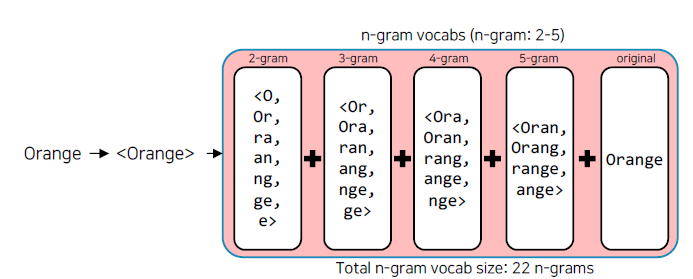 n-gram vocabs (n-gram: 2-5)
2-gram 3-gram 4-gram 5-gram original
Orange → <Orange> →
<O,
Or,
ra,
an,
ng,
ge,
e>
+
<Or,
Ora,
ran,
ang,
nge,
ge>
+
<Ora,
Oran,
rang,
ange,
nge>
+
<Oran,
Orang,
range,
ange>
+
Orange
Total n-gram vocab size: 22 n-grams